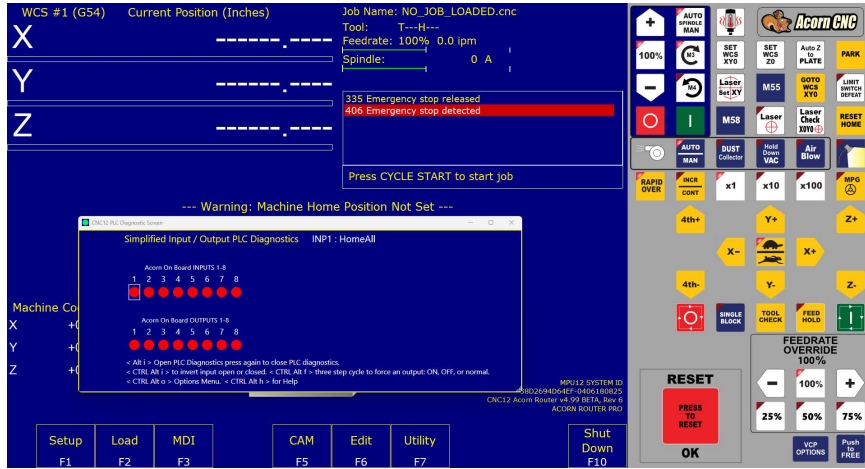 WCS #1 (G54) Current Position (Inches)
X ------.----
Y ------.----
Z ------.----
Job Name: NO_JOB_LOADED.cnc
Tool: T---H---
Feedrate: 100% 0.0 ipm
Spindle: 0 A
335 Emergency stop released
406 Emergency stop detected
Press CYCLE START to start job
--- Warning: Machine Home Position Not Set ---
CNC12 PLC Diagnostic Screen
Simplified Input / Output PLC Diagnostics INP1 : HomeAll
Acorn On Board INPUTS 1-8
1 2 3 4 5 6 7 8
Acorn On Board OUTPUTS 1-8
1 2 3 4 5 6 7 8
< Alt i > Open PLC Diagnostics press again to close PLC diagnostics.
< CTRL Alt i > to invert input open or closed. < CTRL Alt f > three step cycle to force an output: ON, OFF, or normal.
< CTRL Alt o > Options Menu. < CTRL Alt h > for Help
Machine Co
X +0
Y +0
Z +0
MPU12 SYSTEM ID
CNC12 Acorn Router v4.99 BETA, Rev 6
ACORN ROUTER PRO
Setup
F1
Load
F2
MDI
F3
CAM
F5
Edit
F6
Utility
F7
Shut
Down
F10
+
AUTO
SPINDLE
MAN
Acorn CNC
100%
M3
SET
WCS
XY0
SET
WCS
Z0
Auto Z
to
PLATE
PARK
−
M4
Laser
Set XY
M55
GOTO
WCS
XY0
LIMIT
SWITCH
DEFEAT
M58
Laser
Laser
Check
X0Y0
RESET
HOME
AUTO
MAN
DUST
Collector
Hold
Down
VAC
Air
Blow
RAPID
OVER
INCR
CONT
x1
x10
x100
MPG
4th+
Y+
Z+
X-
X+
4th-
Y-
Z-
SINGLE
BLOCK
TOOL
CHECK
FEED
HOLD
FEEDRATE
OVERRIDE
100%
RESET
PRESS
TO
RESET
OK
−
100%
+
25%
50%
75%
VCP
OPTIONS
Push
to
FREE